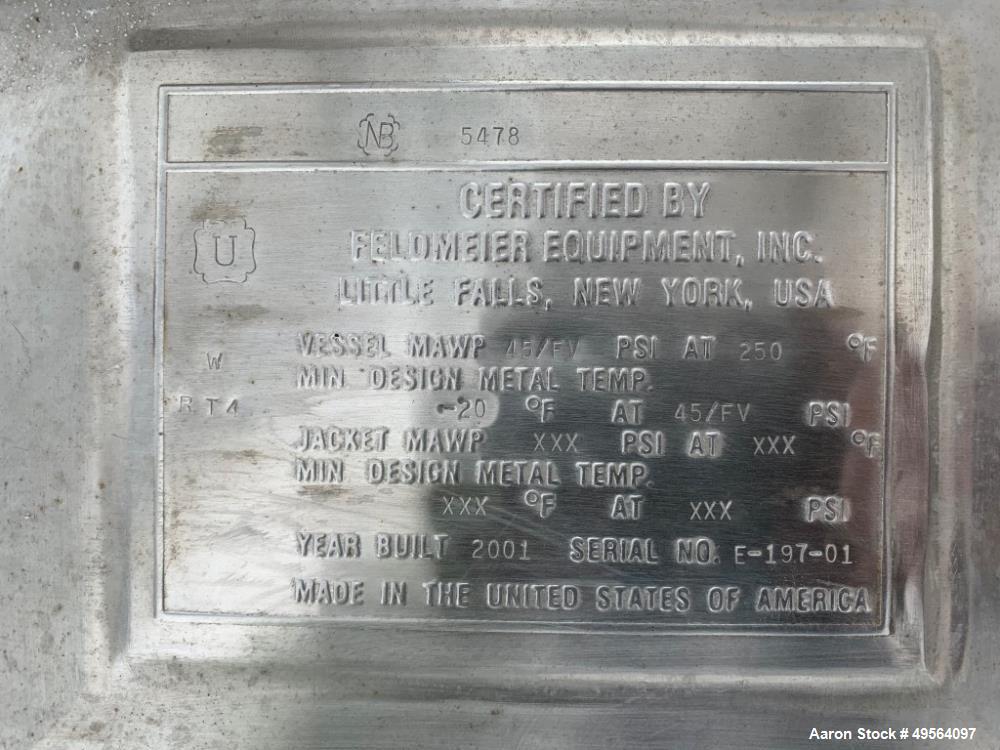 NB 5478
CERTIFIED BY
U
FELDMEIER EQUIPMENT, INC.
LITTLE FALLS, NEW YORK, USA
VESSEL MAWP 45/FV PSI AT 250 °F
W
MIN. DESIGN METAL TEMP.
RT4
-20 °F AT 45/FV PSI
JACKET MAWP XXX PSI AT XXX °F
MIN DESIGN METAL TEMP.
XXX °F AT XXX PSI
YEAR BUILT 2001 SERIAL NO. E-197-01
MADE IN THE UNITED STATES OF AMERICA
Aaron Stock # 49564097